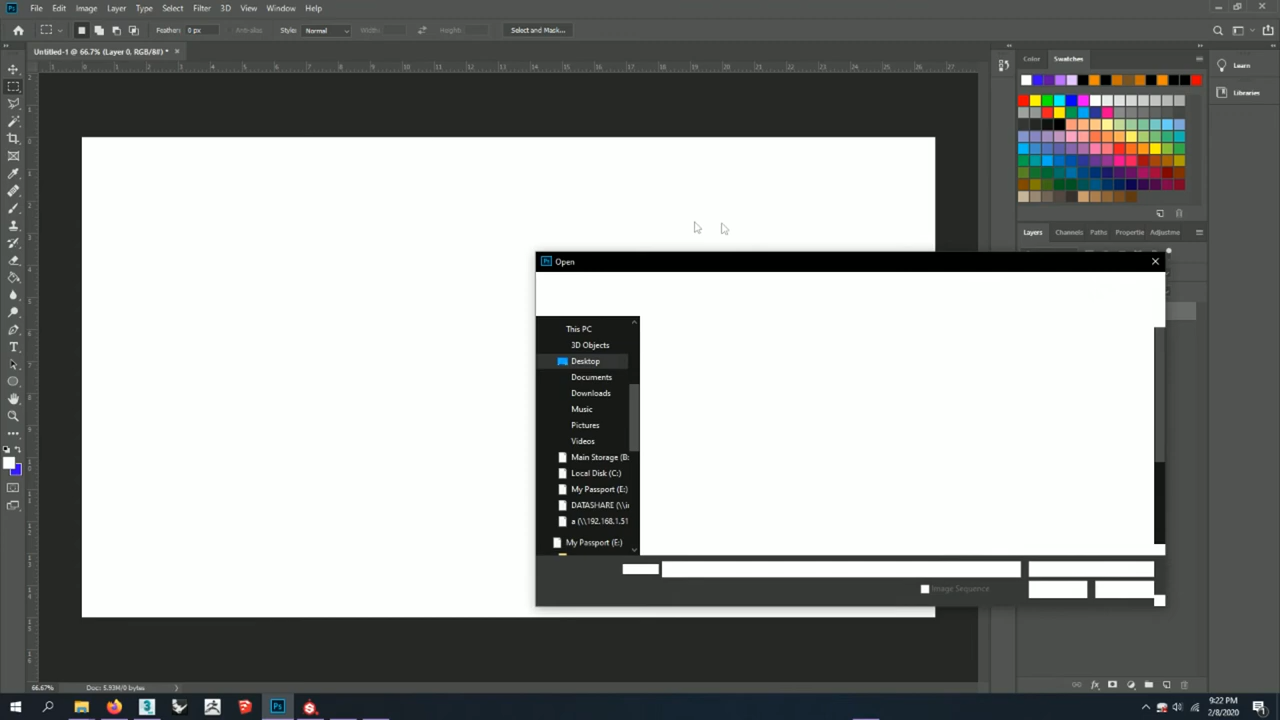 Ps File Edit Image Layer Type Select Filter 3D View Window Help
Feather: 0 px Anti-alias Style: Normal Width: Height: Select and Mask...
Untitled-1 @ 66.7% (Layer 0, RGB/8#) *
Color Swatches
Learn
Libraries
Layers Channels Paths Propertie Adjustme
Ps Open
This PC
3D Objects
Desktop
Documents
Downloads
Music
Pictures
Videos
Main Storage (B:
Local Disk (C:)
My Passport (E:)
DATASHARE (\\i
a (\\192.168.1.51
My Passport (E:)
Image Sequence
66.67% Doc: 5.93M/0 bytes
9:22 PM
2/8/2020